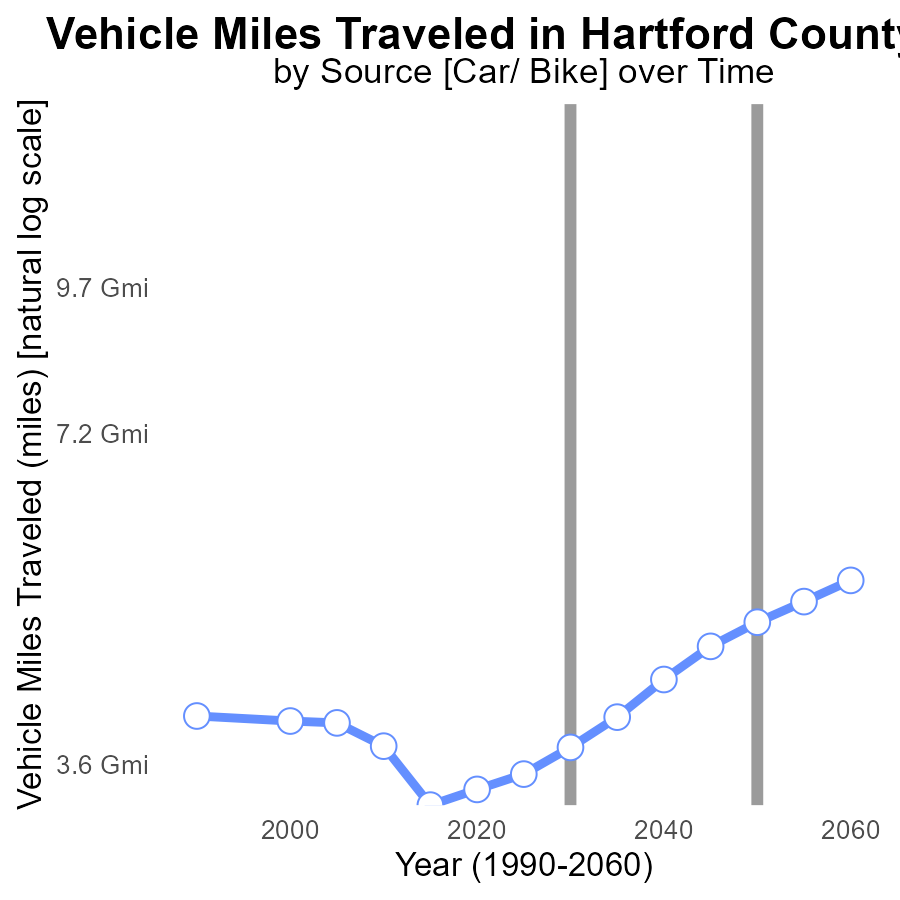 Vehicle Miles Traveled in Hartford County
by Source [Car/ Bike] over Time
Vehicle Miles Traveled (miles) [natural log scale]
9.7 Gmi
7.2 Gmi
3.6 Gmi
2000 2020 2040 2060
Year (1990-2060)